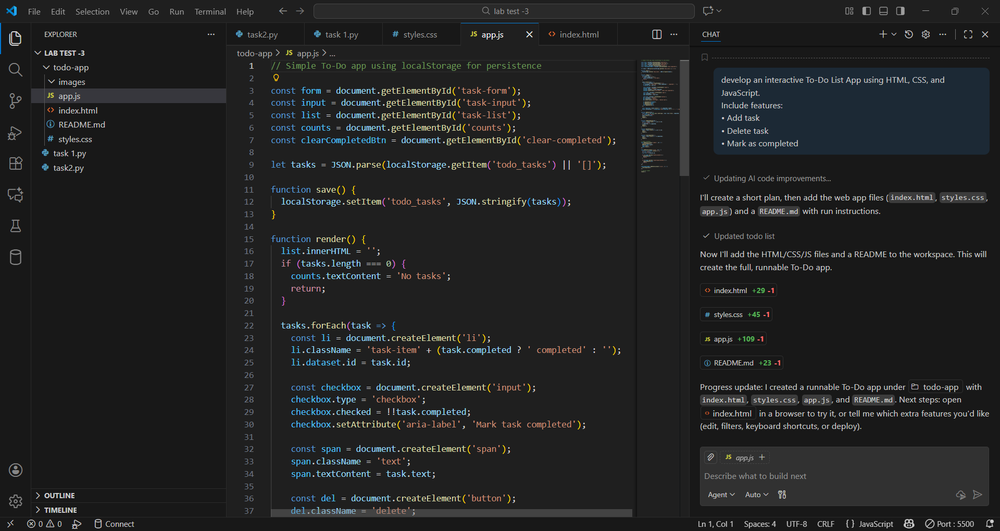 File Edit Selection View Go Run Terminal Help
lab test -3
EXPLORER
LAB TEST -3
todo-app
images
JS app.js
<> index.html
README.md
# styles.css
task 1.py
task2.py
OUTLINE
TIMELINE
task2.py
task 1.py
# styles.css
JS app.js
<> index.html
todo-app > JS app.js > ...
1 // Simple To-Do app using localStorage for persistence
2
3 const form = document.getElementById('task-form');
4 const input = document.getElementById('task-input');
5 const list = document.getElementById('task-list');
6 const counts = document.getElementById('counts');
7 const clearCompletedBtn = document.getElementById('clear-completed');
8
9 let tasks = JSON.parse(localStorage.getItem('todo_tasks') || '[]');
10
11 function save() {
12 localStorage.setItem('todo_tasks', JSON.stringify(tasks));
13 }
14
15 function render() {
16 list.innerHTML = '';
17 if (tasks.length === 0) {
18 counts.textContent = 'No tasks';
19 return;
20 }
21
22 tasks.forEach(task => {
23 const li = document.createElement('li');
24 li.className = 'task-item' + (task.completed ? ' completed' : '');
25 li.dataset.id = task.id;
26
27 const checkbox = document.createElement('input');
28 checkbox.type = 'checkbox';
29 checkbox.checked = !!task.completed;
30 checkbox.setAttribute('aria-label', 'Mark task completed');
31
32 const span = document.createElement('span');
33 span.className = 'text';
34 span.textContent = task.text;
35
36 const del = document.createElement('button');
37 del.className = 'delete';
CHAT
develop an interactive To-Do List App using HTML, CSS, and
JavaScript.
Include features:
• Add task
• Delete task
• Mark as completed
Updating AI code improvements...
I'll create a short plan, then add the web app files (index.html, styles.css,
app.js) and a README.md with run instructions.
Updated todo list
Now I'll add the HTML/CSS/JS files and a README to the workspace. This will
create the full, runnable To-Do app.
<> index.html +29 -1
# styles.css +45 -1
JS app.js +109 -1
README.md +23 -1
Progress update: I created a runnable To-Do app under todo-app with
index.html, styles.css, app.js, and README.md. Next steps: open
<> index.html in a browser to try it, or tell me which extra features you'd like
(edit, filters, keyboard shortcuts, or deploy).
JS app.js +
Describe what to build next
Agent Auto
0 0 Connect
Ln 1, Col 1 Spaces: 4 UTF-8 CRLF {} JavaScript Port : 5500